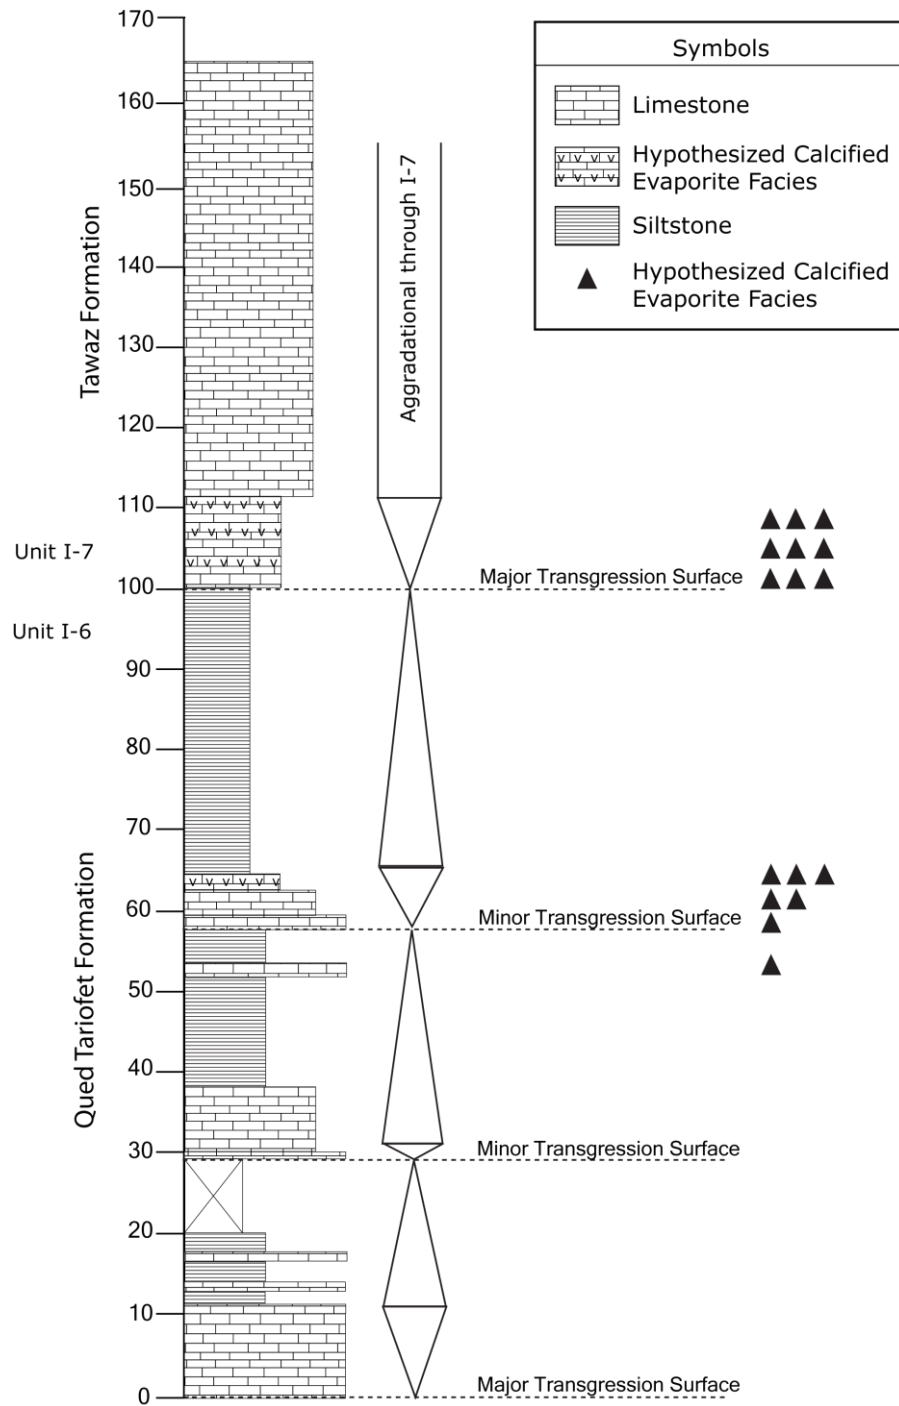 170
160
150
140
130
120
110
100
90
80
70
60
50
40
30
20
10
0
Tawaz Formation
Qued Tariofet Formation
Unit I-7
Unit I-6
Aggradational through I-7
Major Transgression Surface
Minor Transgression Surface
Minor Transgression Surface
Major Transgression Surface
Symbols
Limestone
Hypothesized Calcified
Evaporite Facies
Siltstone
Hypothesized Calcified
Evaporite Facies